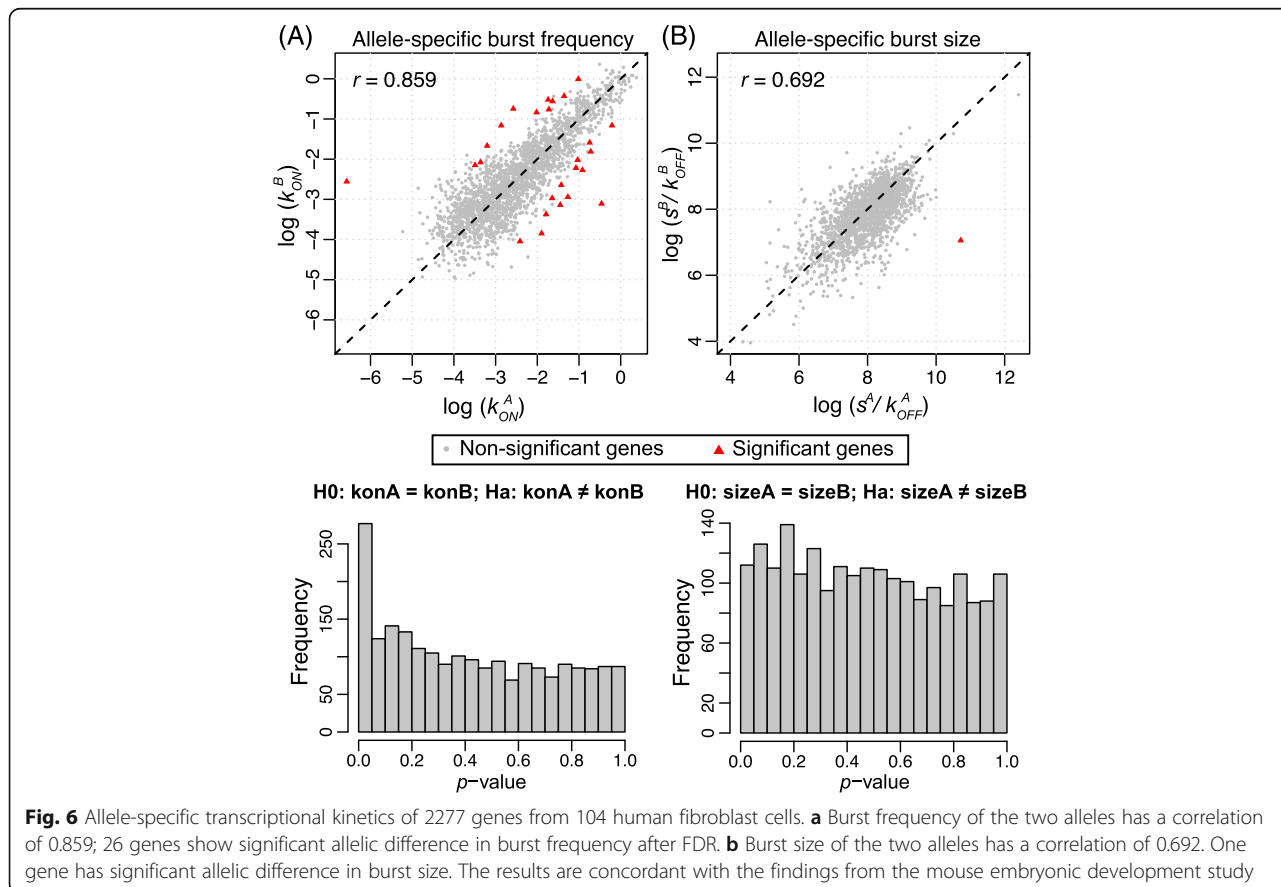 (A) Allele-specific burst frequency
r = 0.859
0
−1
−2
−3
−4
−5
−6
log (k^B_ON)
−6 −5 −4 −3 −2 −1 0
log (k^A_ON)
(B) Allele-specific burst size
r = 0.692
12
10
8
6
4
log (s^B / k^B_OFF)
4 6 8 10 12
log (s^A / k^A_OFF)
Non-significant genes Significant genes
H0: konA = konB; Ha: konA ≠ konB
250
150
50
0
Frequency
0.0 0.2 0.4 0.6 0.8 1.0
p−value
H0: sizeA = sizeB; Ha: sizeA ≠ sizeB
140
100
60
20
0
Frequency
0.0 0.2 0.4 0.6 0.8 1.0
p−value
Fig. 6 Allele-specific transcriptional kinetics of 2277 genes from 104 human fibroblast cells. a Burst frequency of the two alleles has a correlation
of 0.859; 26 genes show significant allelic difference in burst frequency after FDR. b Burst size of the two alleles has a correlation of 0.692. One
gene has significant allelic difference in burst size. The results are concordant with the findings from the mouse embryonic development study